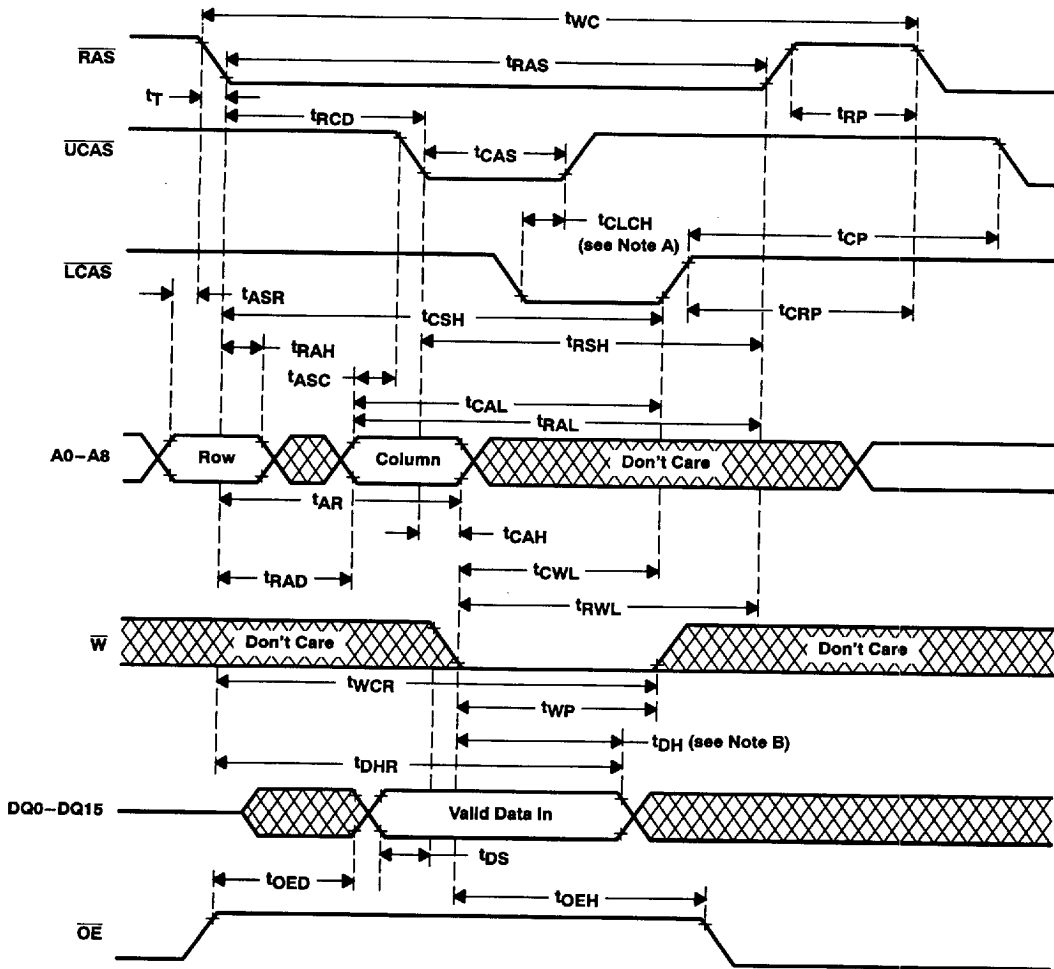 tWC
RAS
tRAS
tT
tRCD
tRP
UCAS
tCAS
tCLCH
(see Note A)
tCP
LCAS
tASR
tCSH
tCRP
tRAH
tRSH
tASC
tCAL
tRAL
A0–A8
Row
Column
Don't Care
tAR
tCAH
tRAD
tCWL
tRWL
W
Don't Care
Don't Care
tWCR
tWP
tDH (see Note B)
tDHR
DQ0–DQ15
Valid Data In
tDS
tOED
tOEH
OE